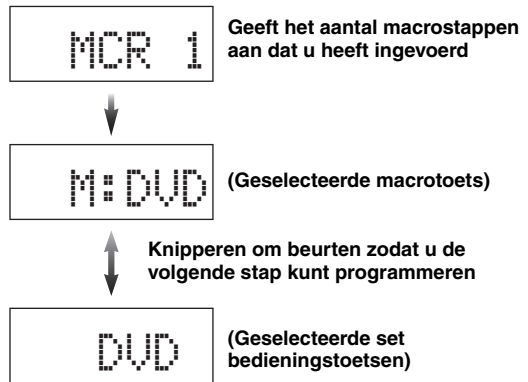 MCR 1
Geeft het aantal macrostappen
aan dat u heeft ingevoerd
M:DVD
(Geselecteerde macrotoets)
Knipperen om beurten zodat u de
volgende stap kunt programmeren
DVD
(Geselecteerde set
bedieningstoetsen)